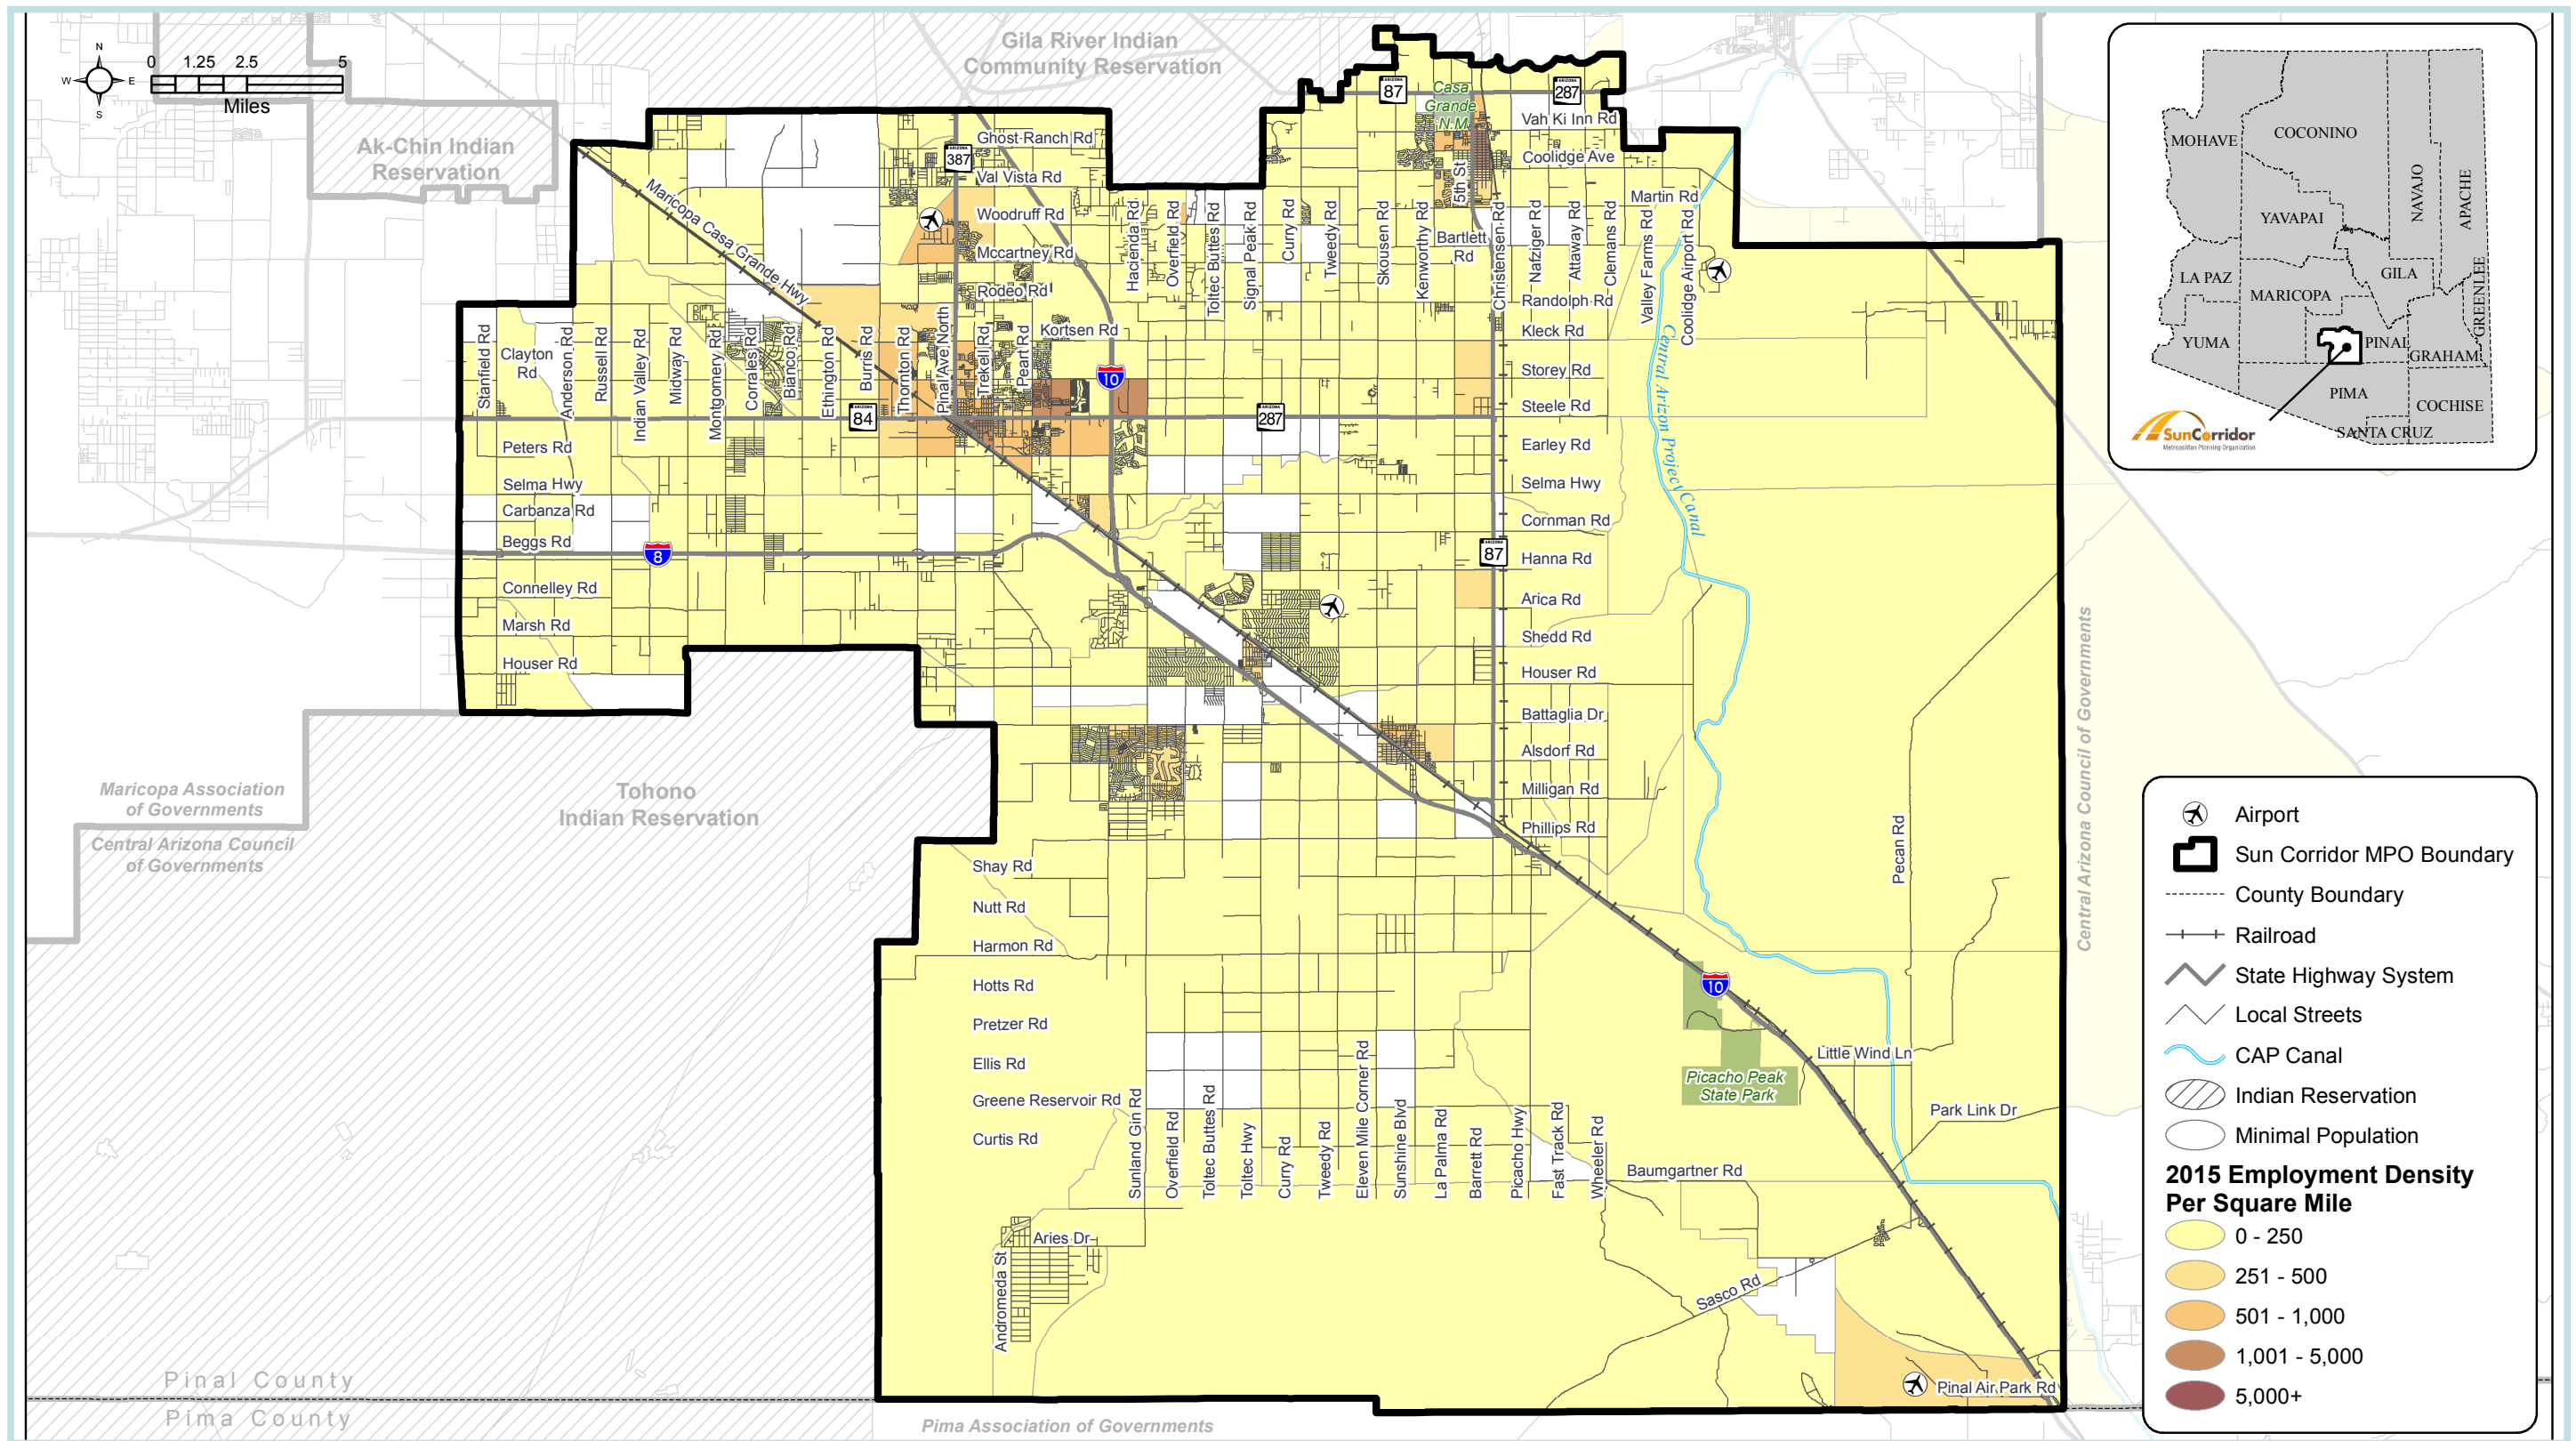 N
W
E
S
0 1.25 2.5 5
Miles
Gila River Indian
Community Reservation
Ak-Chin Indian
Reservation
Maricopa Association
of Governments
Central Arizona Council
of Governments
Tohono
Indian Reservation
Pinal County
Pima County
Pima Association of Governments
Central Arizona Council of Governments
ARIZONA
87
ARIZONA
287
Casa
Grande
N.M.
Vah Ki Inn Rd
Coolidge Ave
5th St
Martin Rd
Ghost Ranch Rd
ARIZONA
387
Val Vista Rd
Woodruff Rd
Mccartney Rd
Rodeo Rd
Kortsen Rd
Maricopa Casa Grande Hwy
Hacienda Rd
Overfield Rd
Toltec Buttes Rd
Signal Peak Rd
Curry Rd
Tweedy Rd
Skousen Rd
Kenworthy Rd
Bartlett
Rd
Christensen Rd
Nafziger Rd
Attaway Rd
Clemans Rd
Valley Farms Rd
Coolidge Airport Rd
Randolph Rd
Kleck Rd
Storey Rd
Steele Rd
Earley Rd
Selma Hwy
Cornman Rd
Hanna Rd
Arica Rd
Shedd Rd
Houser Rd
Battaglia Dr
Alsdorf Rd
Milligan Rd
Phillips Rd
Central Arizon Project Canal
Stanfield Rd
Clayton
Rd
Anderson Rd
Russell Rd
Indian Valley Rd
Midway Rd
Montgomery Rd
Corrales Rd
Bianco Rd
Ethington Rd
Burris Rd
Thornton Rd
Pinal Ave North
Trekell Rd
Peart Rd
10
ARIZONA
84
ARIZONA
287
Peters Rd
Selma Hwy
Carbanza Rd
Beggs Rd
8
ARIZONA
87
Connelley Rd
Marsh Rd
Houser Rd
Shay Rd
Nutt Rd
Harmon Rd
Hotts Rd
Pretzer Rd
Ellis Rd
Greene Reservoir Rd
Curtis Rd
Sunland Gin Rd
Overfield Rd
Toltec Buttes Rd
Toltec Hwy
Curry Rd
Tweedy Rd
Eleven Mile Corner Rd
Sunshine Blvd
La Palma Rd
Barrett Rd
Picacho Hwy
Fast Track Rd
Wheeler Rd
Pecan Rd
10
Picacho Peak
State Park
Little Wind Ln
Park Link Dr
Baumgartner Rd
Sasco Rd
Aries Dr
Andromeda St
Pinal Air Park Rd
MOHAVE
COCONINO
NAVAJO
APACHE
YAVAPAI
LA PAZ
GILA
MARICOPA
GREENLEE
YUMA
PINAL
GRAHAM
PIMA
COCHISE
SANTA CRUZ
SunCorridor
Metropolitan Planning Organization
Airport
Sun Corridor MPO Boundary
County Boundary
Railroad
State Highway System
Local Streets
CAP Canal
Indian Reservation
Minimal Population
2015 Employment Density
Per Square Mile
0 - 250
251 - 500
501 - 1,000
1,001 - 5,000
5,000+